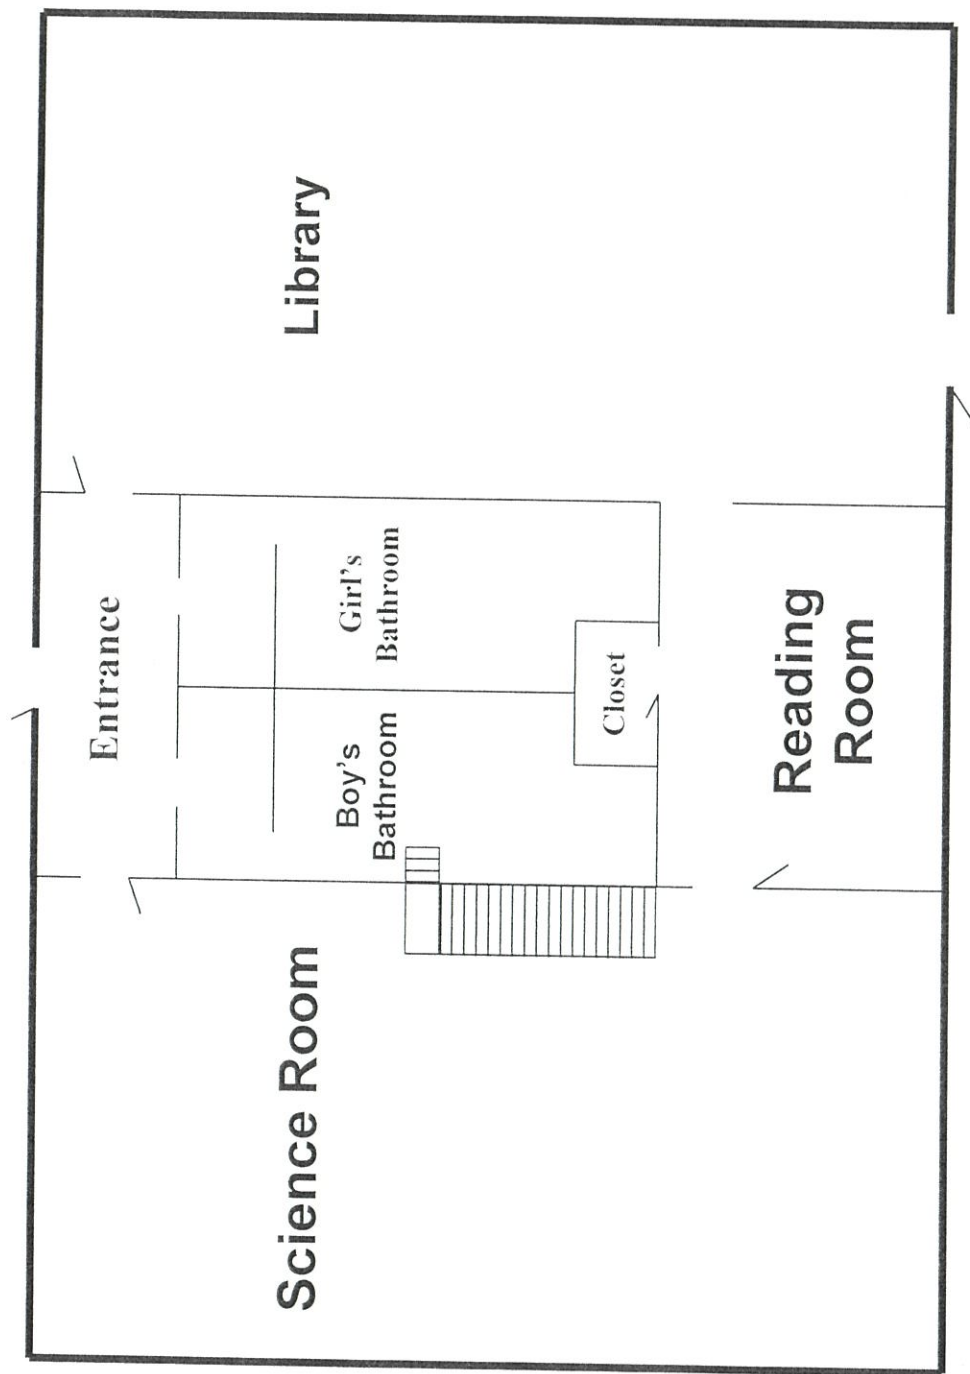 Entrance
Science Room
Boy's
Bathroom
Girl's
Bathroom
Library
Closet
Reading
Room